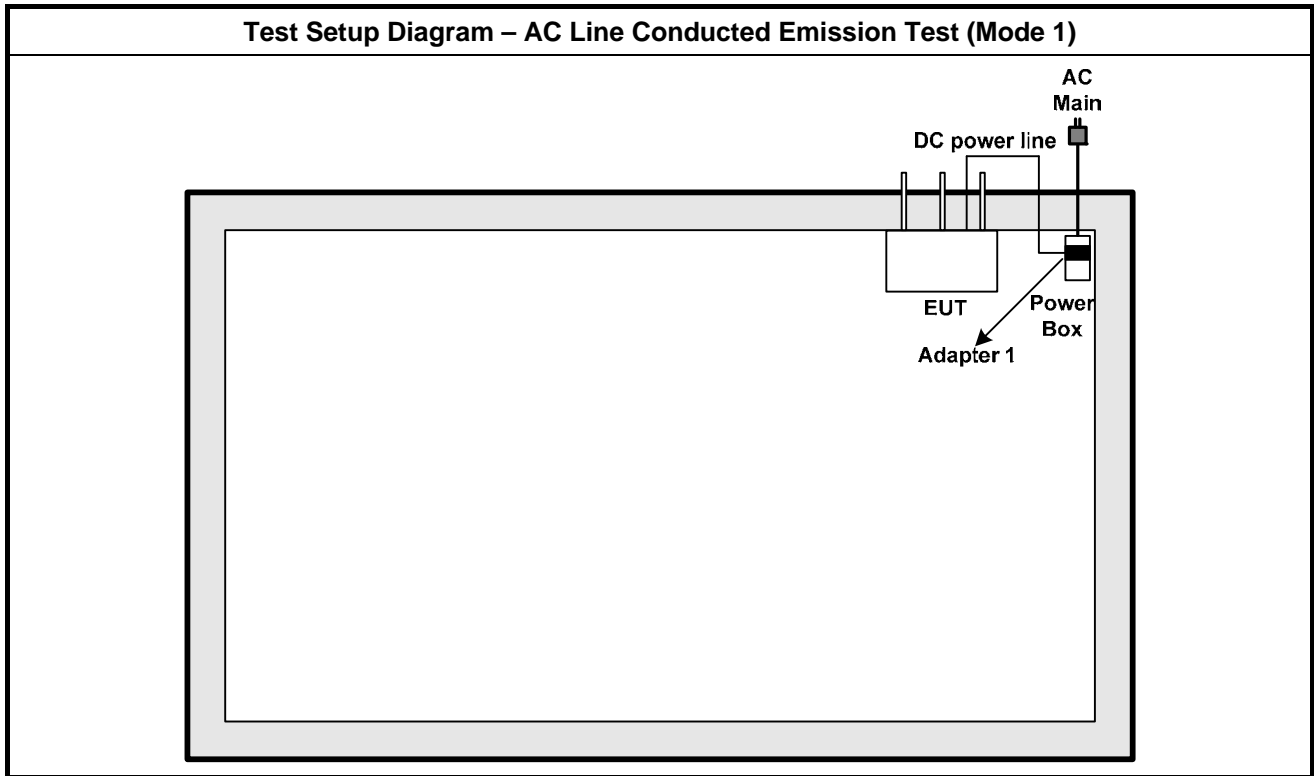 Test Setup Diagram – AC Line Conducted Emission Test (Mode 1)
AC
Main
DC power line
EUT
Power
Box
Adapter 1